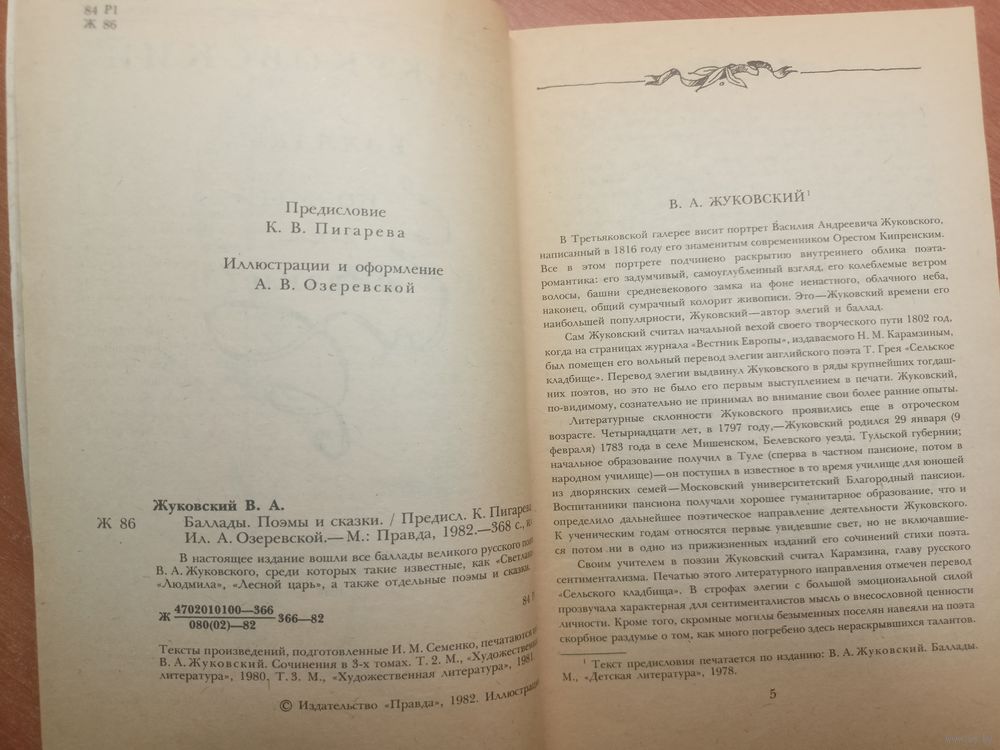 84 Р1
Ж 86
Предисловие
К. В. Пигарева
Иллюстрации и оформление
А. В. Озеревской
Жуковский В. А.
Ж 86
Баллады. Поэмы и сказки. / Предисл. К. Пигарева
Ил. А. Озеревской.— М.: Правда, 1982.—368 с.,
В настоящее издание вошли все баллады великого русского
В. А. Жуковского, среди которых такие известные, как
«Людмила», «Лесной царь», а также отдельные поэмы и сказки.
84
Ж 4702010100—366
080(02)—82
366—82
Тексты произведений, подготовленные И. М. Семенко, печатаются
В. А. Жуковский. Сочинения в 3-х томах. Т. 2. М., «Художественная
литература», 1980, Т. 3. М., «Художественная литература», 1981.
© Издательство «Правда», 1982. Иллюстрации
В. А. ЖУКОВСКИЙ¹
В Третьяковской галерее висит портрет Василия Андреевича Жуковского,
написанный в 1816 году его знаменитым современником Орестом Кипренским.
Все в этом портрете подчинено раскрытию внутреннего облика поэта-
романтика: его задумчивый, самоуглубленный взгляд, его колеблемые ветром
волосы, башни средневекового замка на фоне ненастного, облачного неба,
наконец, общий сумрачный колорит живописи. Это—Жуковский времени его
наибольшей популярности, Жуковский—автор элегий и баллад.
Сам Жуковский считал начальной вехой своего творческого пути 1802 год,
когда на страницах журнала «Вестник Европы», издаваемого Н. М. Карамзиным,
был помещен его вольный перевод элегии английского поэта Т. Грея «Сельское
кладбище». Перевод элегии выдвинул Жуковского в ряды крупнейших тогдаш-
них поэтов, но это не было его первым выступлением в печати. Жуковский,
по-видимому, сознательно не принимал во внимание свои более ранние опыты.
Литературные склонности Жуковского проявились еще в отроческом
возрасте. Четырнадцати лет, в 1797 году,—Жуковский родился 29 января (9
февраля) 1783 года в селе Мишенском, Белевского уезда, Тульской губернии;
начальное образование получил в Туле (сперва в частном пансионе, потом в
народном училище)—он поступил в известное в то время училище для юношей
из дворянских семей—Московский университетский Благородный пансион.
Воспитанники пансиона получали хорошее гуманитарное образование, что и
определило дальнейшее поэтическое направление деятельности Жуковского.
К ученическим годам относятся первые увидевшие свет, но не включавшие-
ся потом ни в одно из прижизненных изданий его сочинений стихи поэта.
Своим учителем в поэзии Жуковский считал Карамзина, главу русского
сентиментализма. Печатью этого литературного направления отмечен перевод
«Сельского кладбища». В строфах элегии с большой эмоциональной силой
прозвучала характерная для сентименталистов мысль о внесословной ценности
личности. Кроме того, скромные могилы безыменных поселян навеяли на поэта
скорбное раздумье о том, как много погребено здесь нераскрывшихся талантов.
¹ Текст предисловия печатается по изданию: В. А. Жуковский. Баллады.
М., «Детская литература», 1978.
5